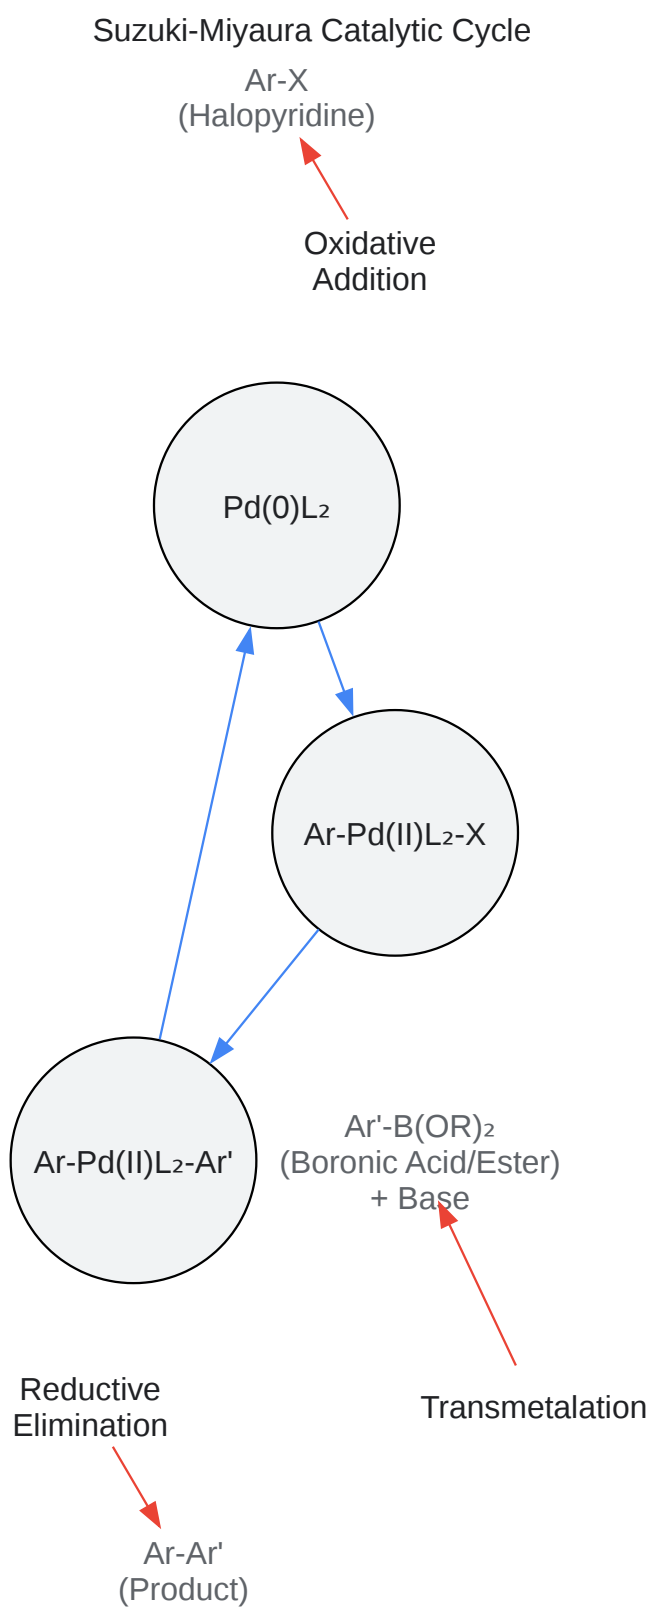 Suzuki-Miyaura Catalytic Cycle
Ar-X
(Halopyridine)
Oxidative
Addition
Pd(0)L₂
Ar-Pd(II)L₂-X
Ar'-B(OR)₂
(Boronic Acid/Ester)
+ Base
Ar-Pd(II)L₂-Ar'
Reductive
Elimination
Transmetalation
Ar-Ar'
(Product)